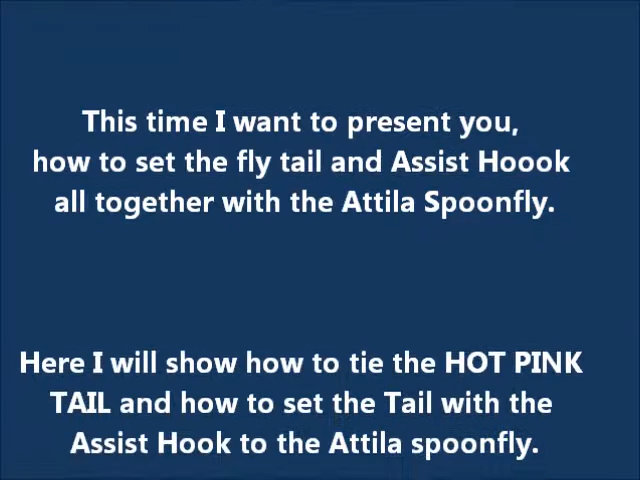 This time I want to present you,
how to set the fly tail and Assist Hoook
all together with the Attila Spoonfly.
Here I will show how to tie the HOT PINK
TAIL and how to set the Tail with the
Assist Hook to the Attila spoonfly.